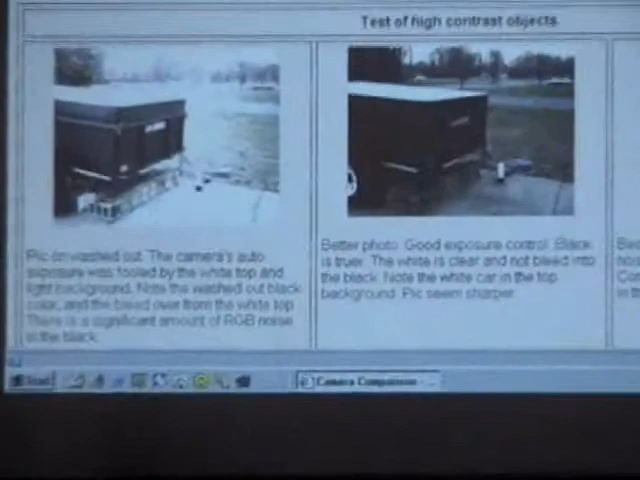 Test of high contrast objects
Pic on washed out. The camera's auto
exposure was fooled by the white top and
light background. Note the washed out black
color, and the bleed over from the white top
There is a significant amount of RGB noise
in the black.
Better photo. Good exposure control. Black
is truer. The white is clear and not bleed into
the black. Note the white car in the top
background. Pic seem sharper
Start
Camera Comparison